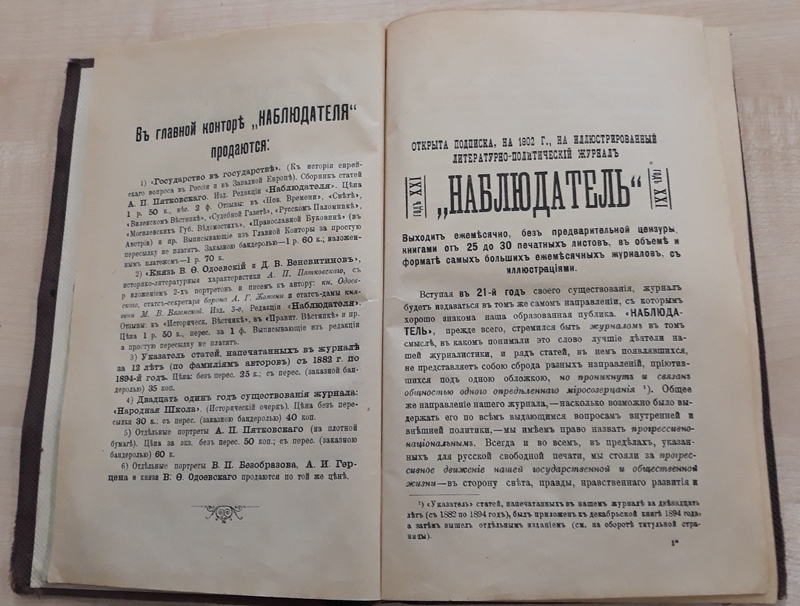 Въ главной конторѣ „НАБЛЮДАТЕЛЯ“
продаются:
1) «Государство въ государствѣ». (Къ исторіи еврей-
скаго вопроса въ Россіи и въ Западной Европѣ). Сборникъ статей
А. П. Пятковскаго. Изд. Редакціи «Наблюдателя». Цѣна
1 р. 50 к., вѣс. 2 ф. Отзывы: въ «Нов. Времени», «Свѣтѣ»,
«Виленскомъ Вѣстникѣ», «Судебной Газетѣ», «Русскомъ Паломникѣ»,
«Могилевскихъ Губ. Вѣдомостяхъ», «Православной Буковинѣ» (въ
Австріи) и пр. Выписывающіе изъ Главной Конторы за простую
пересылку не платятъ. Заказною бандеролью—1 р. 60 к.; наложен-
нымъ платежомъ—1 р. 70 к.
2) «Князь В. Ѳ. Одоевскій и Д. В. Веневитиновъ»,
историко-литературныя характеристики А. П. Пятковскаго, съ
приложеніемъ 2-хъ портретовъ и писемъ къ автору: кн. Одоев-
скаго, статсъ-секретаря барона А. Г. Жомини и статсъ-дамы княги-
ни М. В. Вяземской. Изд. 3-е, Редакціи «Наблюдателя».
Отзывы: въ «Историческ. Вѣстникѣ», въ «Правит. Вѣстникѣ» и пр.
Цѣна 1 р. 50 к., перес. за 1 ф. Выписывающіе изъ редакціи
за простую пересылку не платятъ.
3) Указатель статей, напечатанныхъ въ журналѣ
за 12 лѣтъ (по фамиліямъ авторовъ) съ 1882 г. по
1894-й годъ. Цѣна: безъ перес. 25 к.; съ перес. (заказной бан-
деролью) 35 коп.
4) Двадцать одинъ годъ существованія журнала:
«Народная Школа». (Историческій очеркъ). Цѣна безъ пере-
сылки 30 к.; съ перес. (заказною бандеролью) 40 коп.
5) Отдѣльные портреты А. П. Пятковскаго (на плотной
бумагѣ). Цѣна за экз. безъ перес. 50 коп.; съ перес. (заказною
бандеролью) 60 к.
6) Отдѣльные портреты В. П. Безобразова, А. И. Гер-
цена и князя В. Ѳ. Одоевскаго продаются по той же цѣнѣ.
ОТКРЫТА ПОДПИСКА, НА 1902 Г., НА ИЛЛЮСТРИРОВАННЫЙ
ЛИТЕРАТУРНО-ПОЛИТИЧЕСКІЙ ЖУРНАЛЪ
ГОДЪ XXI „НАБЛЮДАТЕЛЬ“ ГОДЪ XXI
Выходитъ ежемѣсячно, безъ предварительной цензуры,
книгами отъ 25 до 30 печатныхъ листовъ, въ объемѣ и
форматѣ самыхъ большихъ ежемѣсячныхъ журналовъ, съ
иллюстраціями.
Вступая въ 21-й годъ своего существованія, журналъ
будетъ издаваться въ томъ же самомъ направленіи, съ которымъ
хорошо знакома наша образованная публика. «НАБЛЮДА-
ТЕЛЬ», прежде всего, стремился быть журналомъ въ томъ
смыслѣ, въ какомъ понимали это слово лучшіе дѣятели на-
шей журналистики, и рядъ статей, въ немъ появлявшихся,
не представляетъ собою сброда разныхъ направленій, пріютив-
шихся подъ одною обложкою, но проникнутъ и связанъ
общностью одного опредѣленнаго міросозерцанія ¹). Общее
же направленіе нашего журнала,—насколько возможно было вы-
держать его по всѣмъ выдающимся вопросамъ внутренней и
внѣшней политики,—мы имѣемъ право назвать прогрессивно-
національнымъ. Всегда и во всемъ, въ предѣлахъ, указан-
ныхъ для русской свободной печати, мы стояли за прогрес-
сивное движеніе нашей государственной и общественной
жизни—въ сторону свѣта, правды, нравственнаго развитія и
¹) «Указатель» статей, напечатанныхъ въ нашемъ журналѣ за двѣнадцать
лѣтъ (съ 1882 по 1894 годъ), былъ приложенъ къ декабрьской книгѣ 1894 года,
а затѣмъ вышелъ отдѣльнымъ изданіемъ (см. на оборотѣ титульной стра-
ницы).
1*